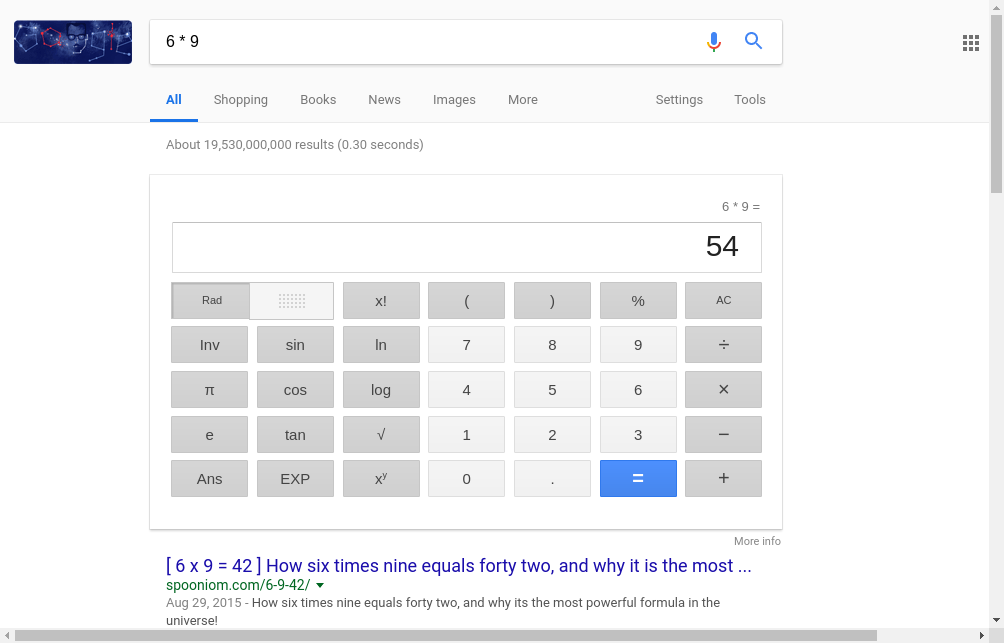 6 * 9
All Shopping Books News Images More Settings Tools
About 19,530,000,000 results (0.30 seconds)
6 * 9 =
54
Rad x! ( ) % AC
Inv sin ln 7 8 9 ÷
π cos log 4 5 6 ×
e tan √ 1 2 3 −
Ans EXP xʸ 0 . = +
More info
[ 6 x 9 = 42 ] How six times nine equals forty two, and why it is the most ...
spooniom.com/6-9-42/
Aug 29, 2015 - How six times nine equals forty two, and why its the most powerful formula in the
universe!